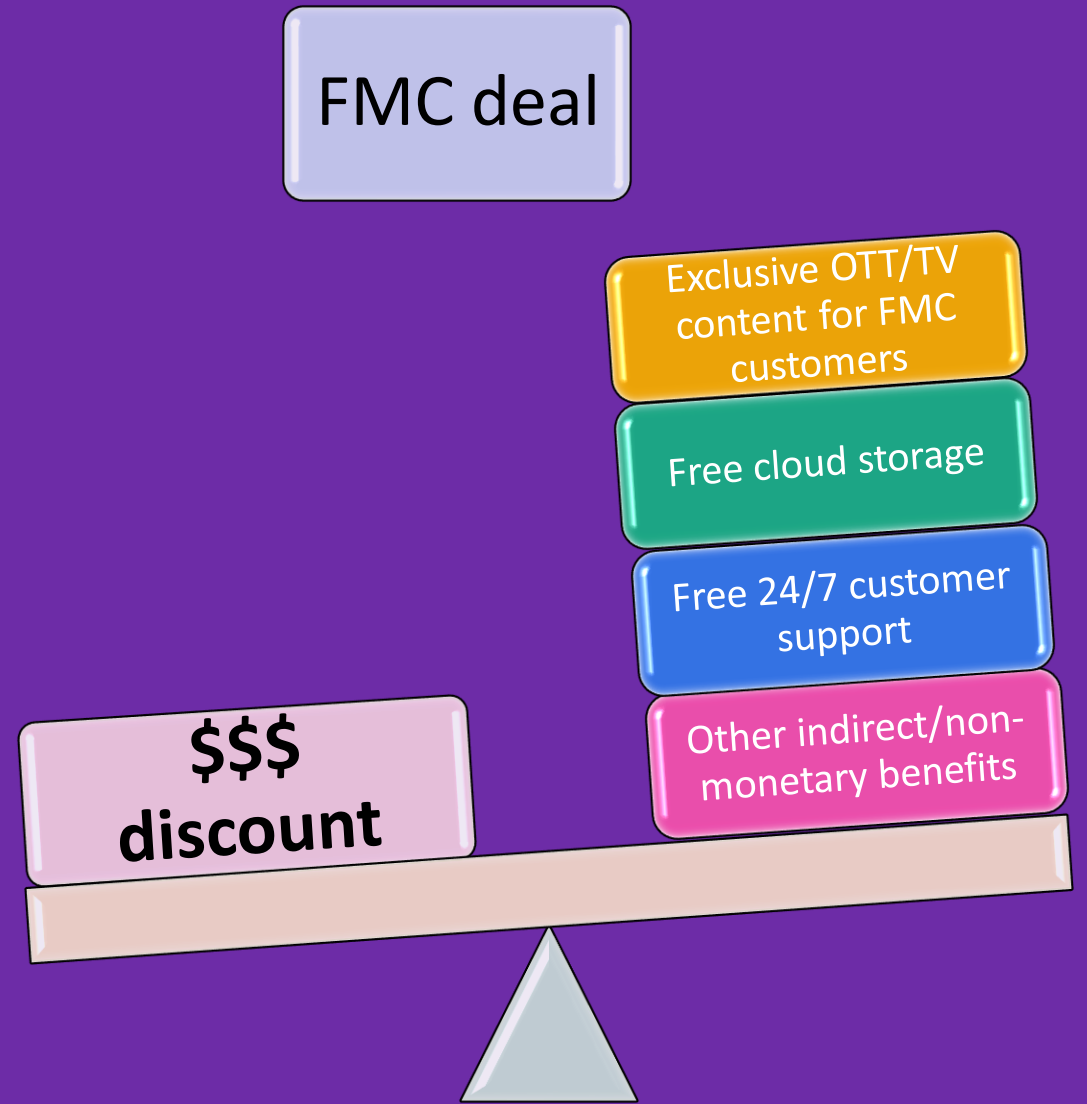 FMC deal
Exclusive OTT/TV
content for FMC
customers
Free cloud storage
Free 24/7 customer
support
Other indirect/non-
monetary benefits
$$$
discount